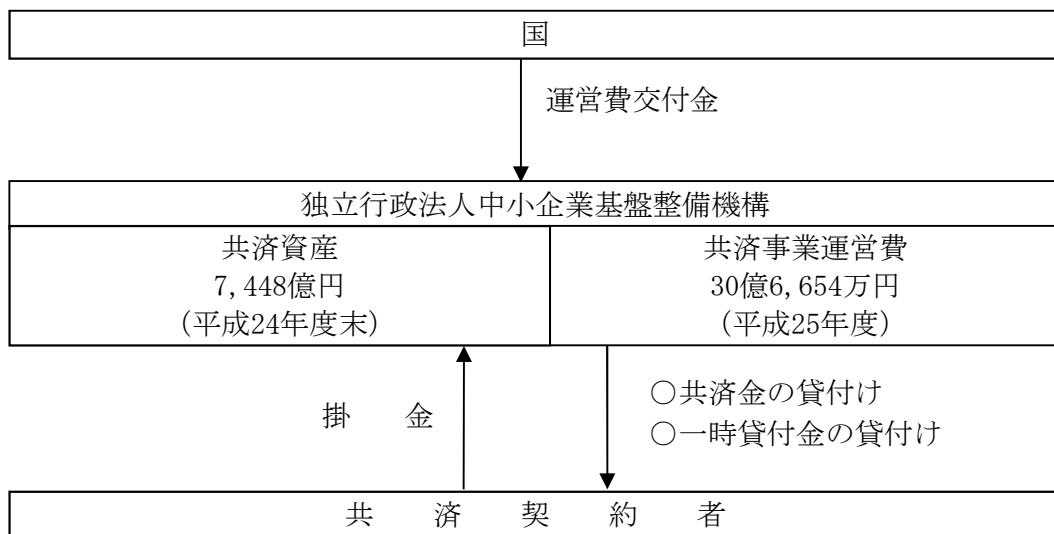 国
運営費交付金
独立行政法人中小企業基盤整備機構
共済資産
7,448億円
(平成24年度末)
共済事業運営費
30億6,654万円
(平成25年度)
掛　金
○共済金の貸付け
○一時貸付金の貸付け
共　済　契　約　者